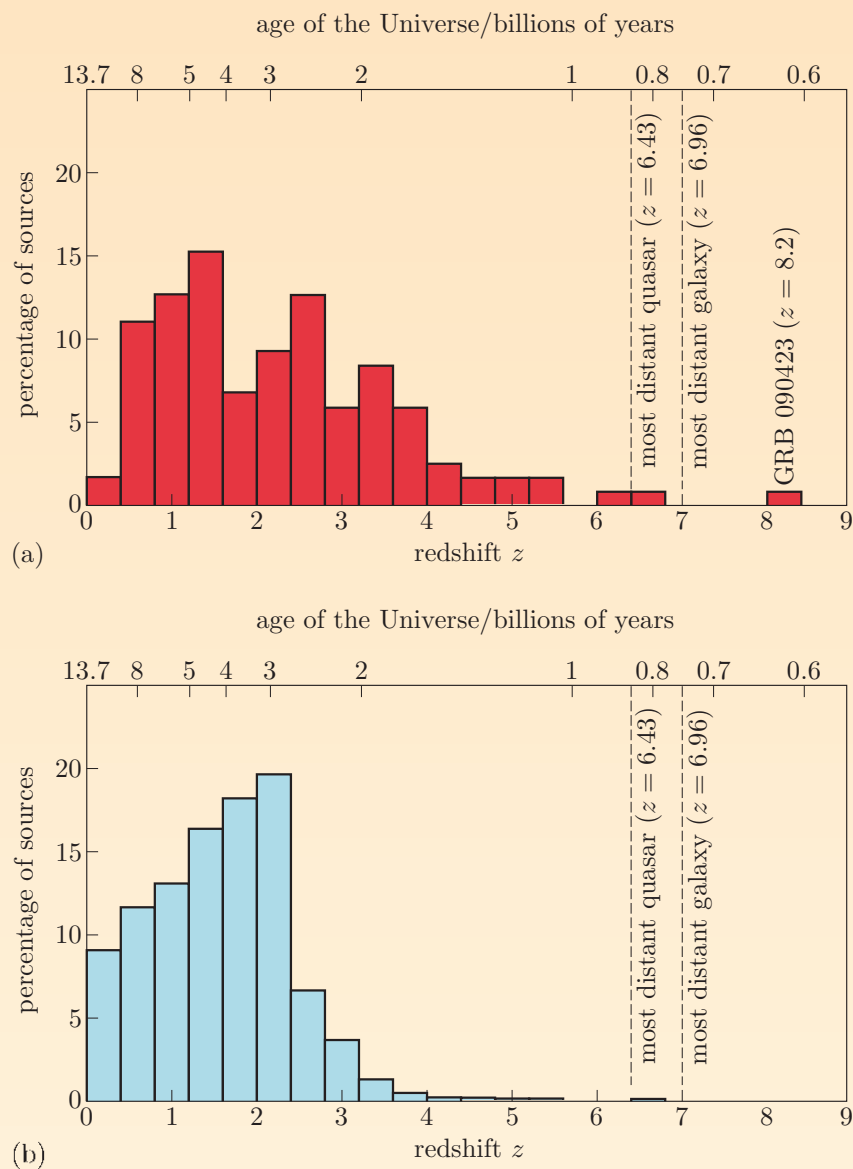 age of the Universe/billions of years
13.7 8 5 4 3 2 1 0.8 0.7 0.6
percentage of sources
20
15
10
5
0
most distant quasar (z = 6.43)
most distant galaxy (z = 6.96)
GRB 090423 (z = 8.2)
0 1 2 3 4 5 6 7 8 9
redshift z
(a)
age of the Universe/billions of years
13.7 8 5 4 3 2 1 0.8 0.7 0.6
percentage of sources
20
15
10
5
0
most distant quasar (z = 6.43)
most distant galaxy (z = 6.96)
0 1 2 3 4 5 6 7 8 9
redshift z
(b)